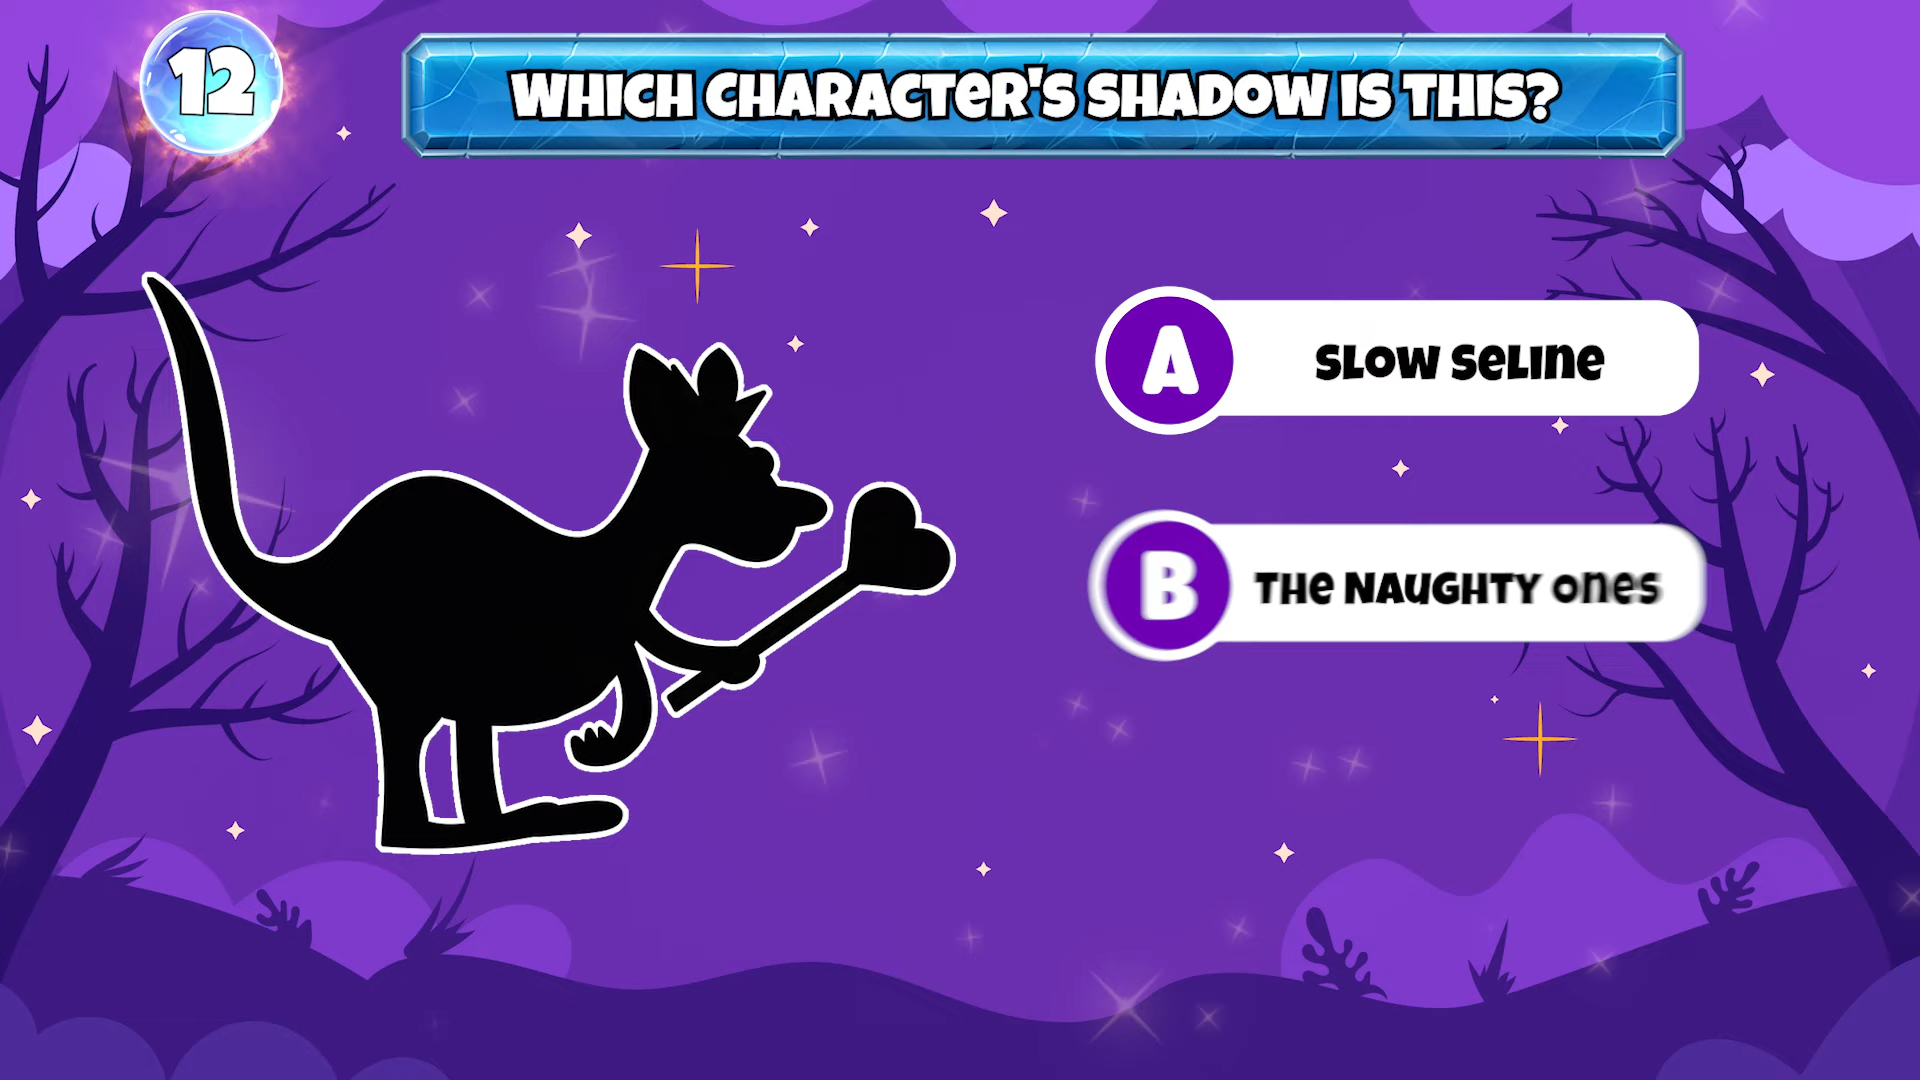 12
WHICH CHARACTER'S SHADOW IS THIS?
A
SLOW SELINE
B
THE NAUGHTY ONES